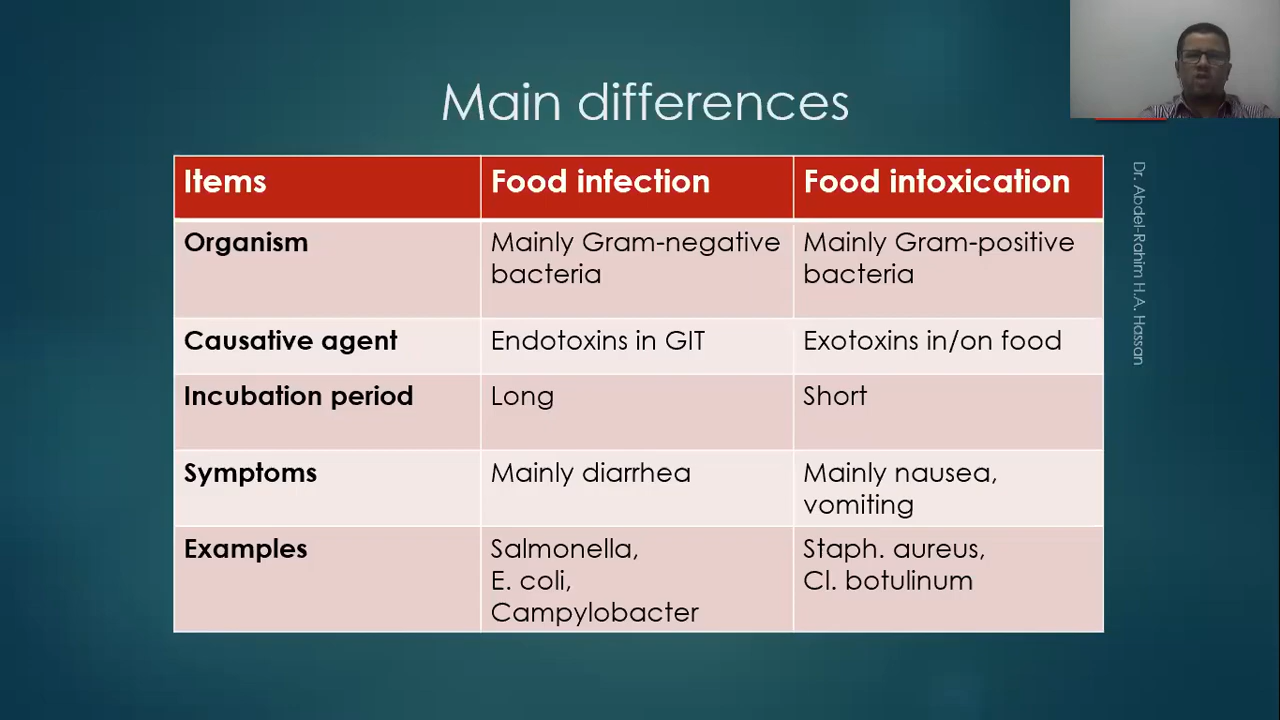 Main differences
Items Food infection Food intoxication
Organism Mainly Gram-negative Mainly Gram-positive
bacteria bacteria
Causative agent Endotoxins in GIT Exotoxins in/on food
Incubation period Long Short
Symptoms Mainly diarrhea Mainly nausea,
vomiting
Examples Salmonella, Staph. aureus,
E. coli, Cl. botulinum
Campylobacter
Dr. Abdel-Rahim H.A. Hassan